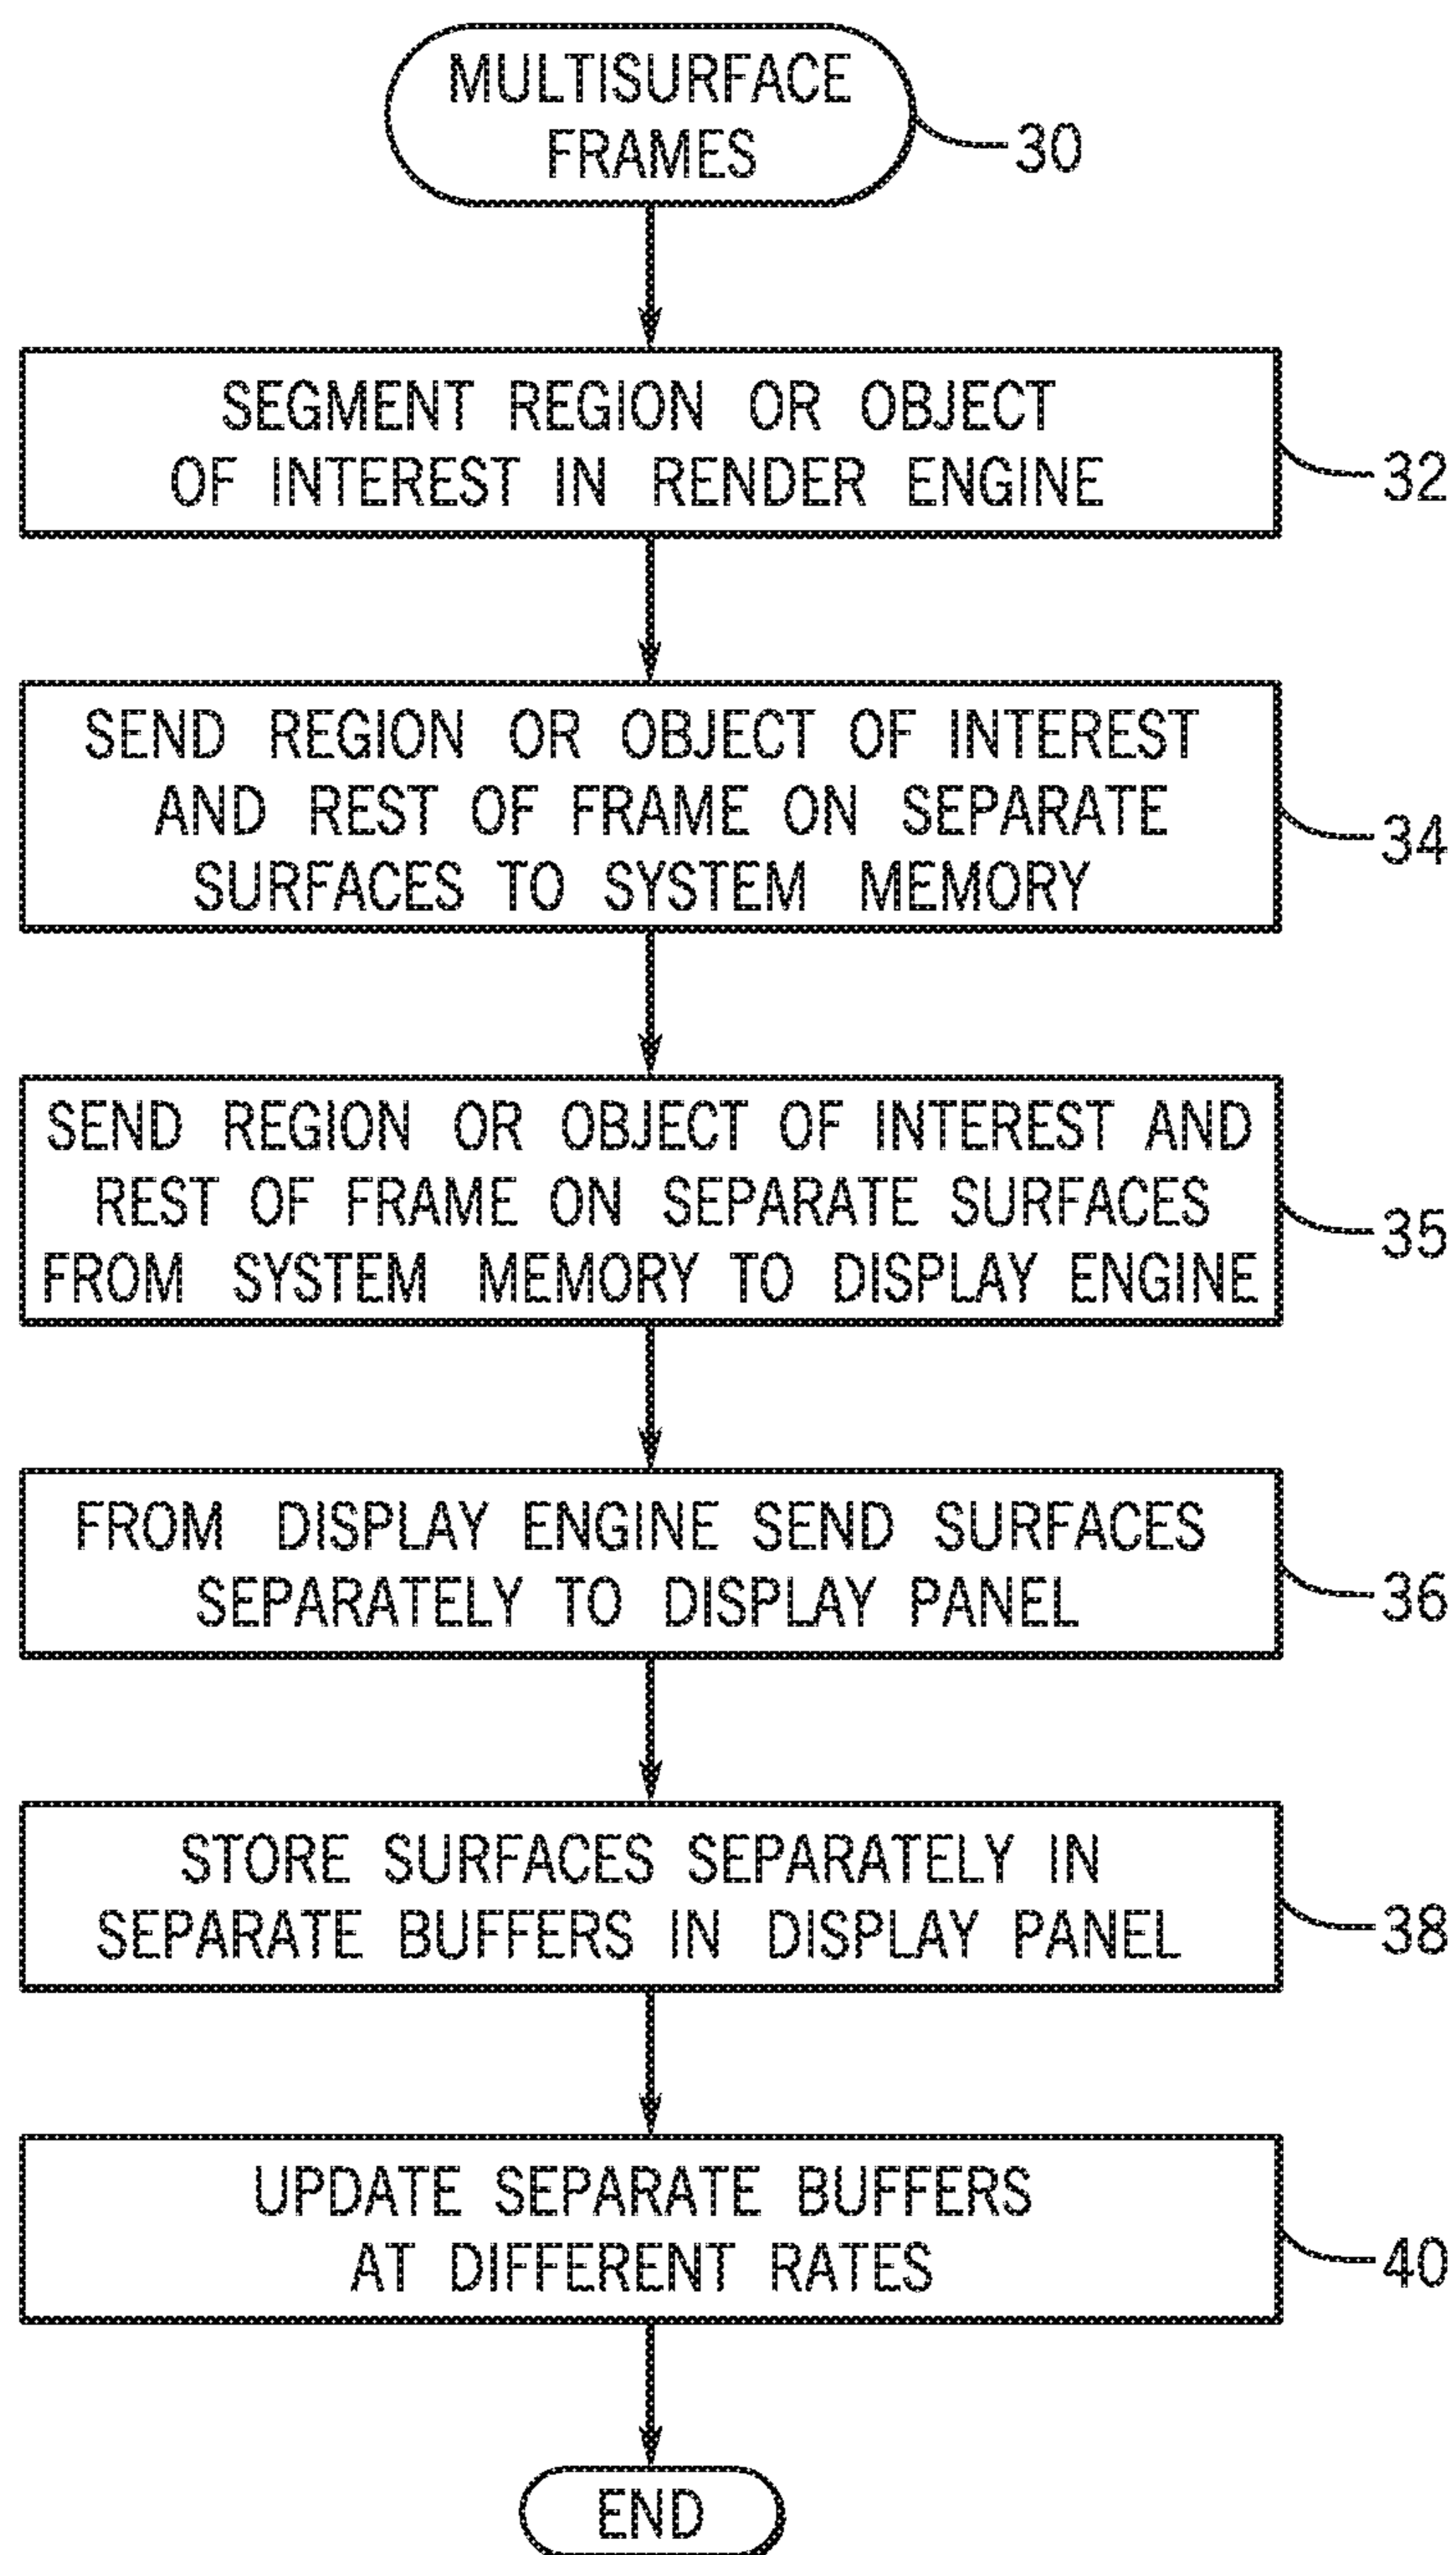 MULTISURFACE
FRAMES
30
SEGMENT REGION OR OBJECT
OF INTEREST IN RENDER ENGINE
32
SEND REGION OR OBJECT OF INTEREST
AND REST OF FRAME ON SEPARATE
SURFACES TO SYSTEM MEMORY
34
SEND REGION OR OBJECT OF INTEREST AND
REST OF FRAME ON SEPARATE SURFACES
FROM SYSTEM MEMORY TO DISPLAY ENGINE
35
FROM DISPLAY ENGINE SEND SURFACES
SEPARATELY TO DISPLAY PANEL
36
STORE SURFACES SEPARATELY IN
SEPARATE BUFFERS IN DISPLAY PANEL
38
UPDATE SEPARATE BUFFERS
AT DIFFERENT RATES
40
END